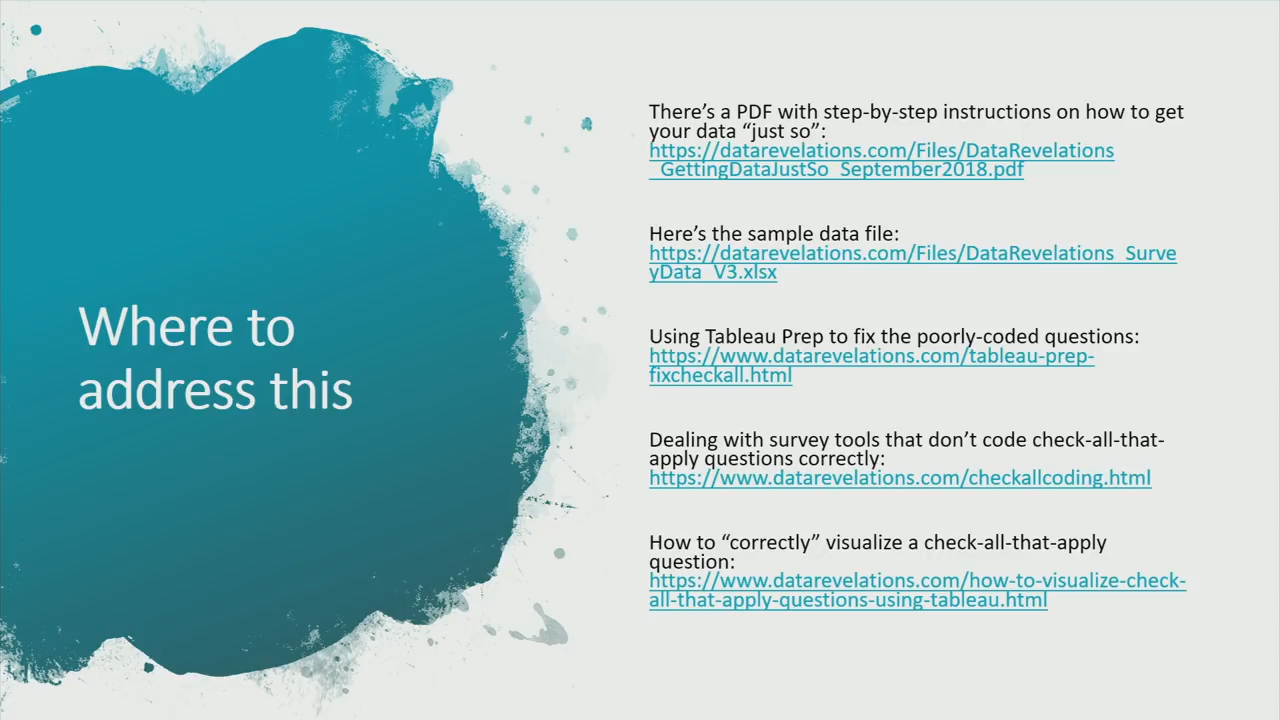 Where to
address this
There’s a PDF with step-by-step instructions on how to get
your data “just so”:
https://datarevelations.com/Files/DataRevelations
_GettingDataJustSo_September2018.pdf
Here’s the sample data file:
https://datarevelations.com/Files/DataRevelations_Surve
yData_V3.xlsx
Using Tableau Prep to fix the poorly-coded questions:
https://www.datarevelations.com/tableau-prep-
fixcheckall.html
Dealing with survey tools that don’t code check-all-that-
apply questions correctly:
https://www.datarevelations.com/checkallcoding.html
How to “correctly” visualize a check-all-that-apply
question:
https://www.datarevelations.com/how-to-visualize-check-
all-that-apply-questions-using-tableau.html